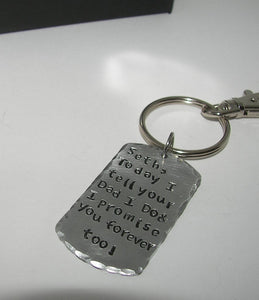 Seth,
Today I
tell your
Dad I Do &
I promise
you forever
too!